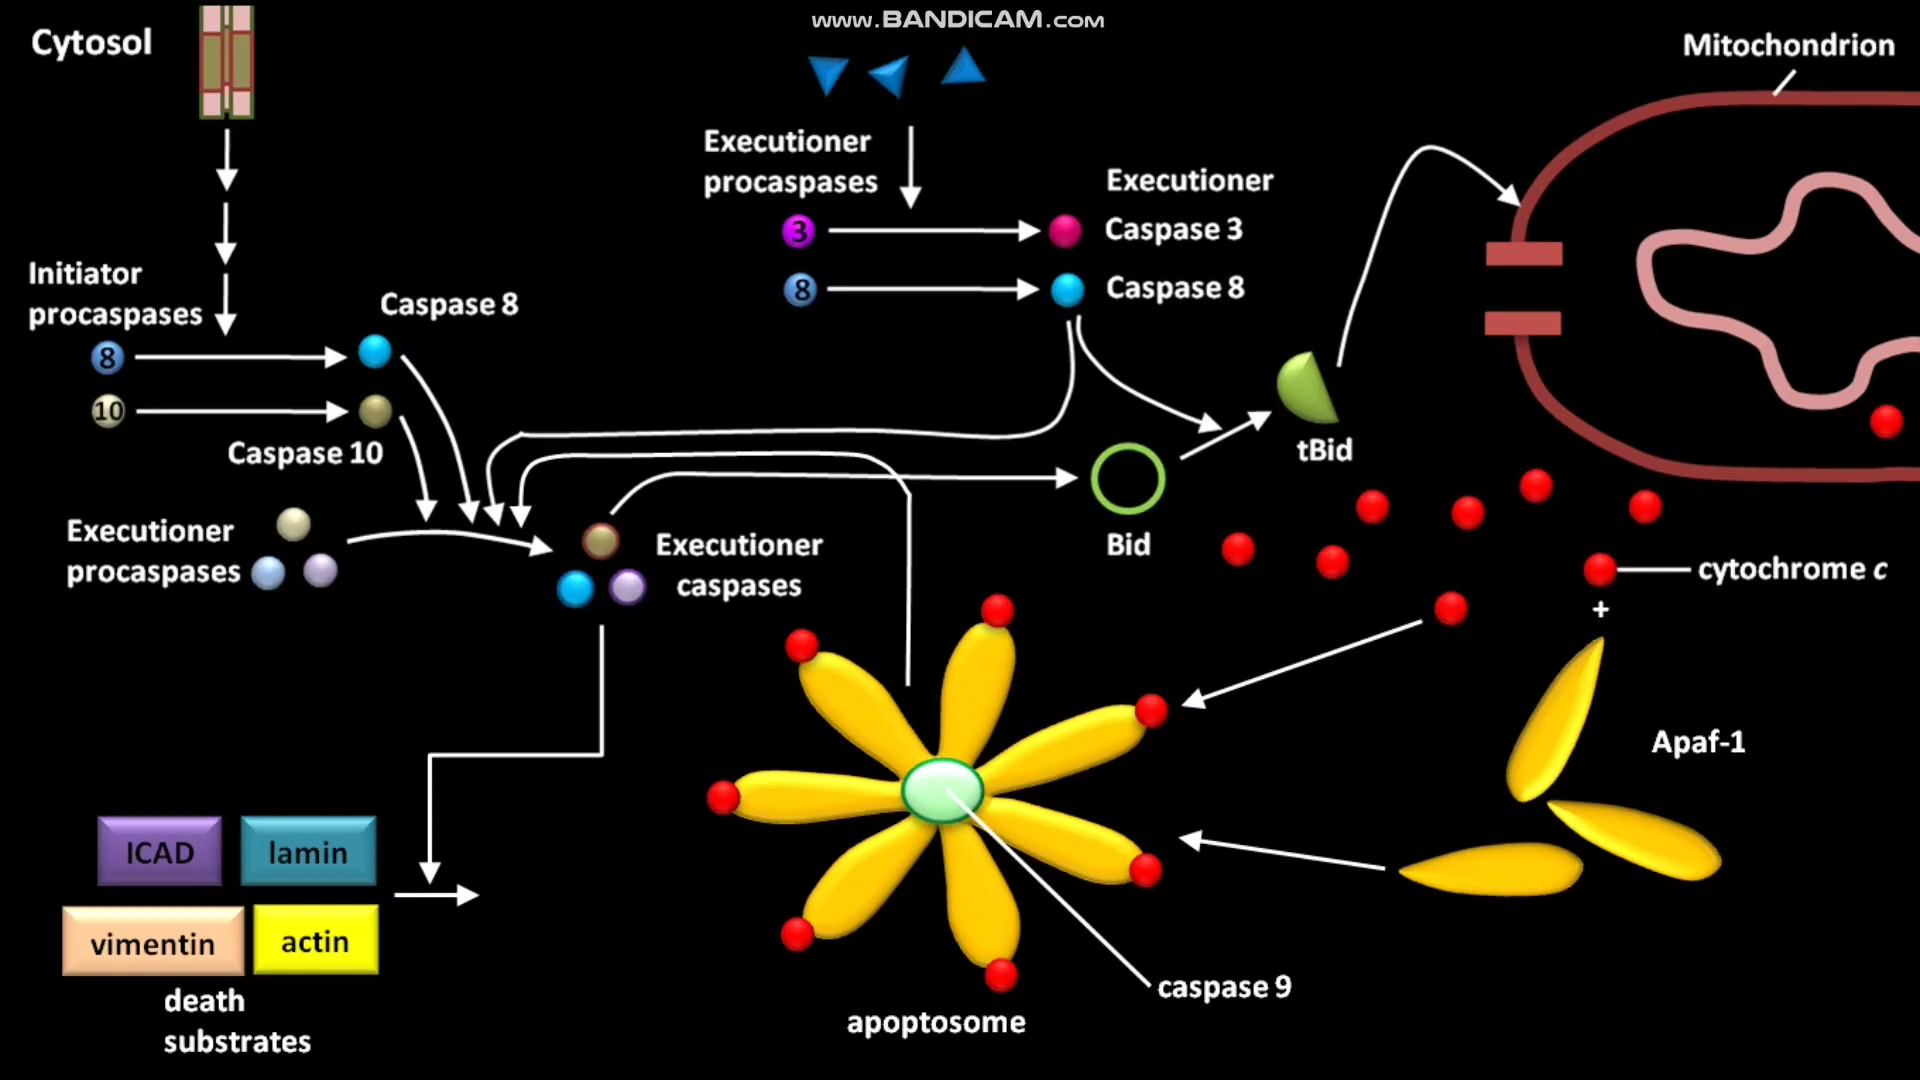 www.BANDICAM.com
Cytosol
Mitochondrion
Executioner
procaspases
3
8
Executioner
Caspase 3
Caspase 8
Initiator
procaspases
8
10
Caspase 8
Caspase 10
tBid
Bid
Executioner
procaspases
Executioner
caspases
cytochrome c
+
Apaf-1
ICAD
lamin
vimentin
actin
death
substrates
caspase 9
apoptosome